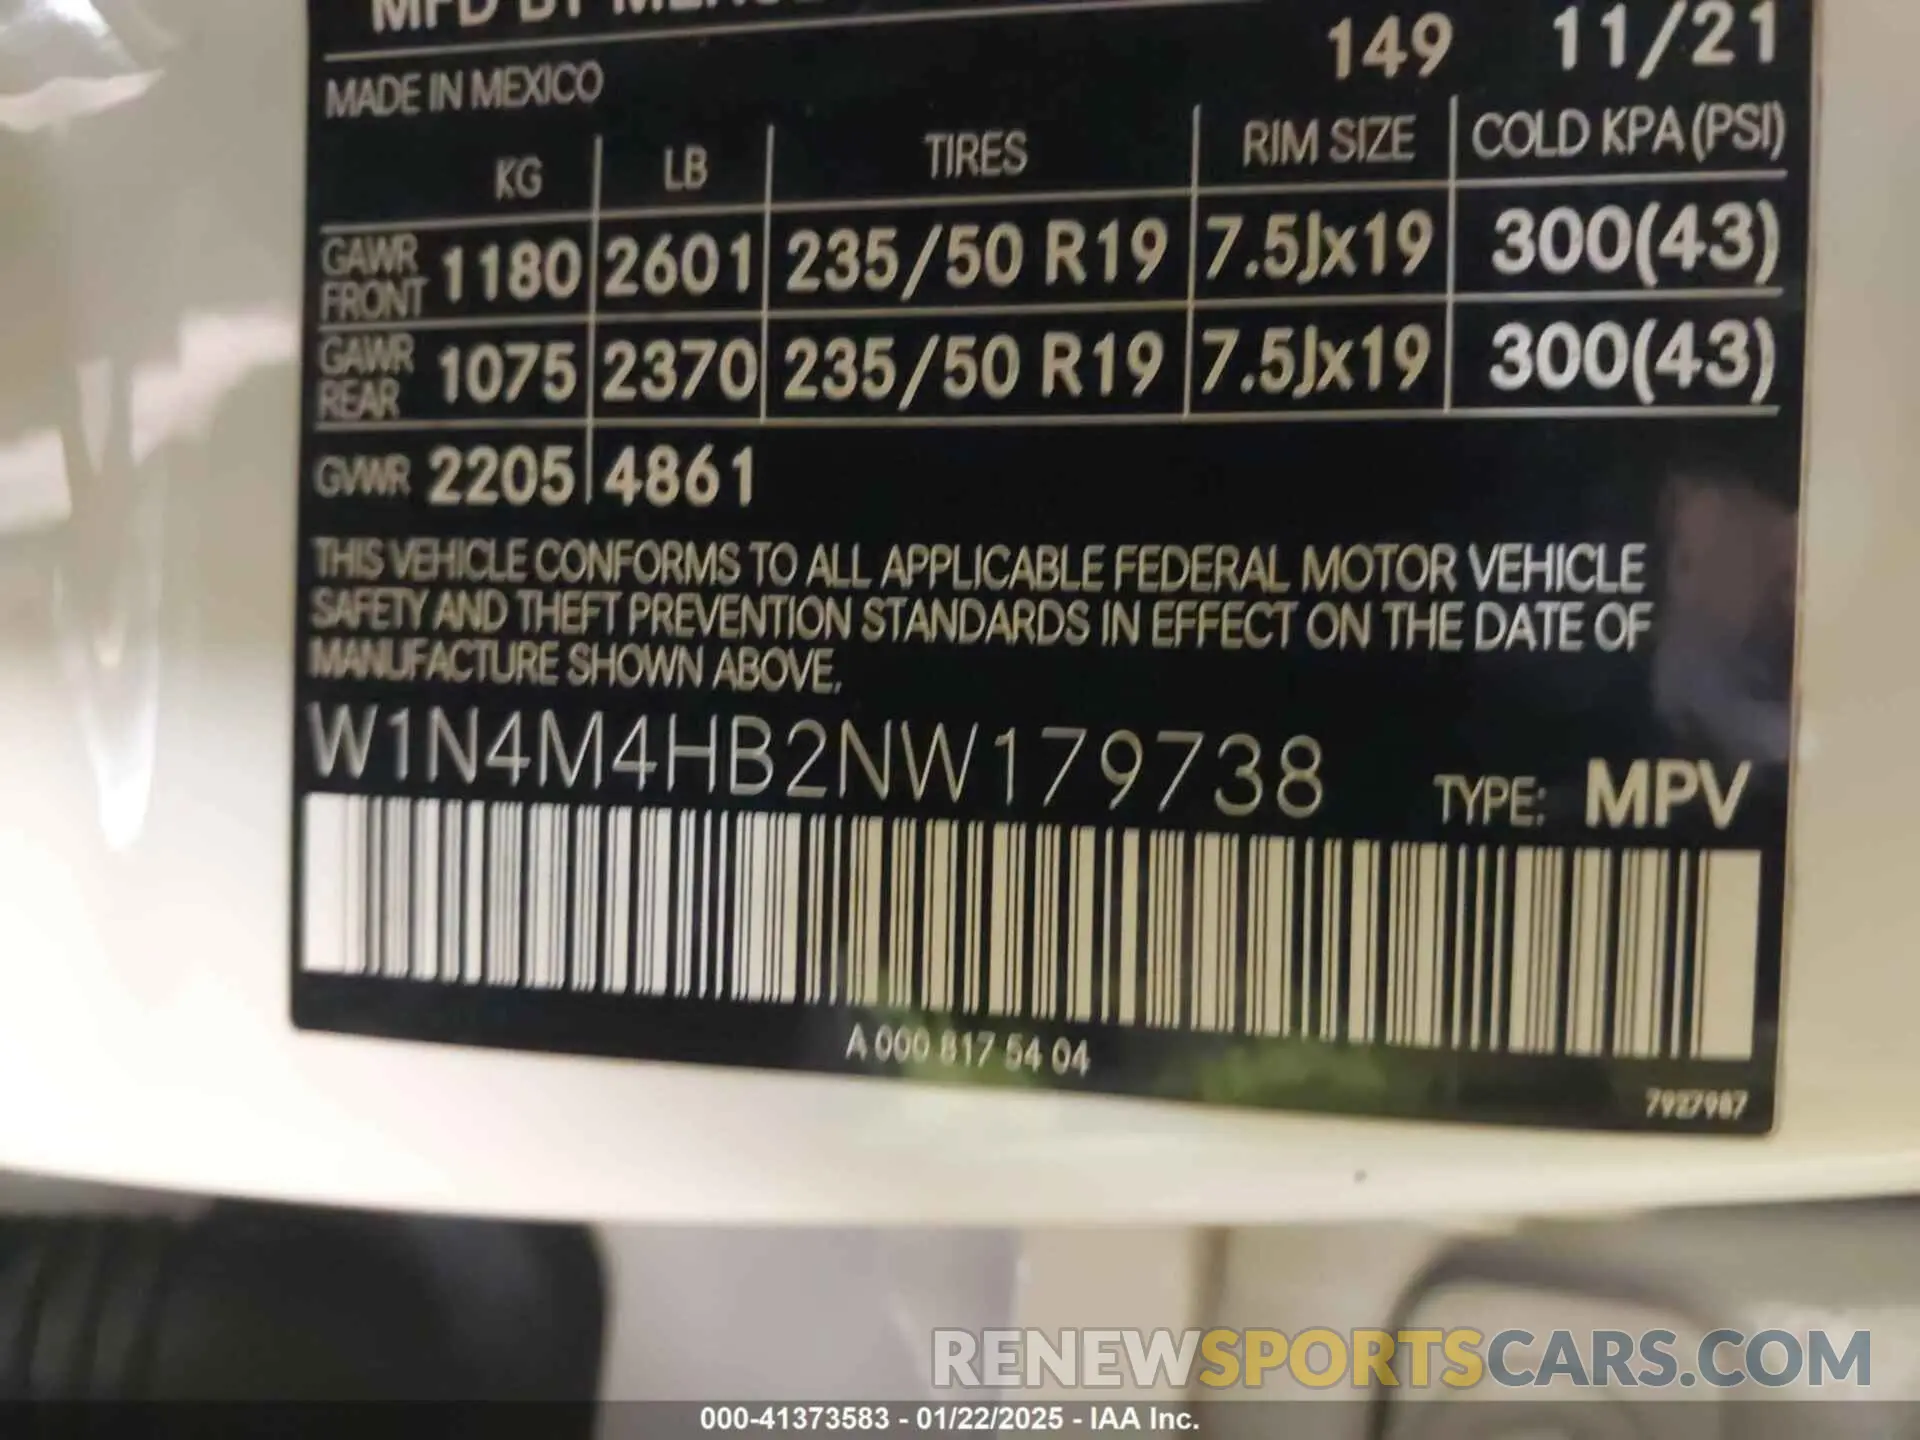 MFD BY
149 11/21
MADE IN MEXICO
KG LB TIRES RIM SIZE COLD KPA (PSI)
GAWR FRONT 1180 2601 235/50 R19 7.5Jx19 300(43)
GAWR REAR 1075 2370 235/50 R19 7.5Jx19 300(43)
GVWR 2205 4861
THIS VEHICLE CONFORMS TO ALL APPLICABLE FEDERAL MOTOR VEHICLE
SAFETY AND THEFT PREVENTION STANDARDS IN EFFECT ON THE DATE OF
MANUFACTURE SHOWN ABOVE.
W1N4M4HB2NW179738
TYPE: MPV
A 000 817 54 04
7927987
RENEWSPORTSCARS.COM
000-41373583 - 01/22/2025 - IAA Inc.